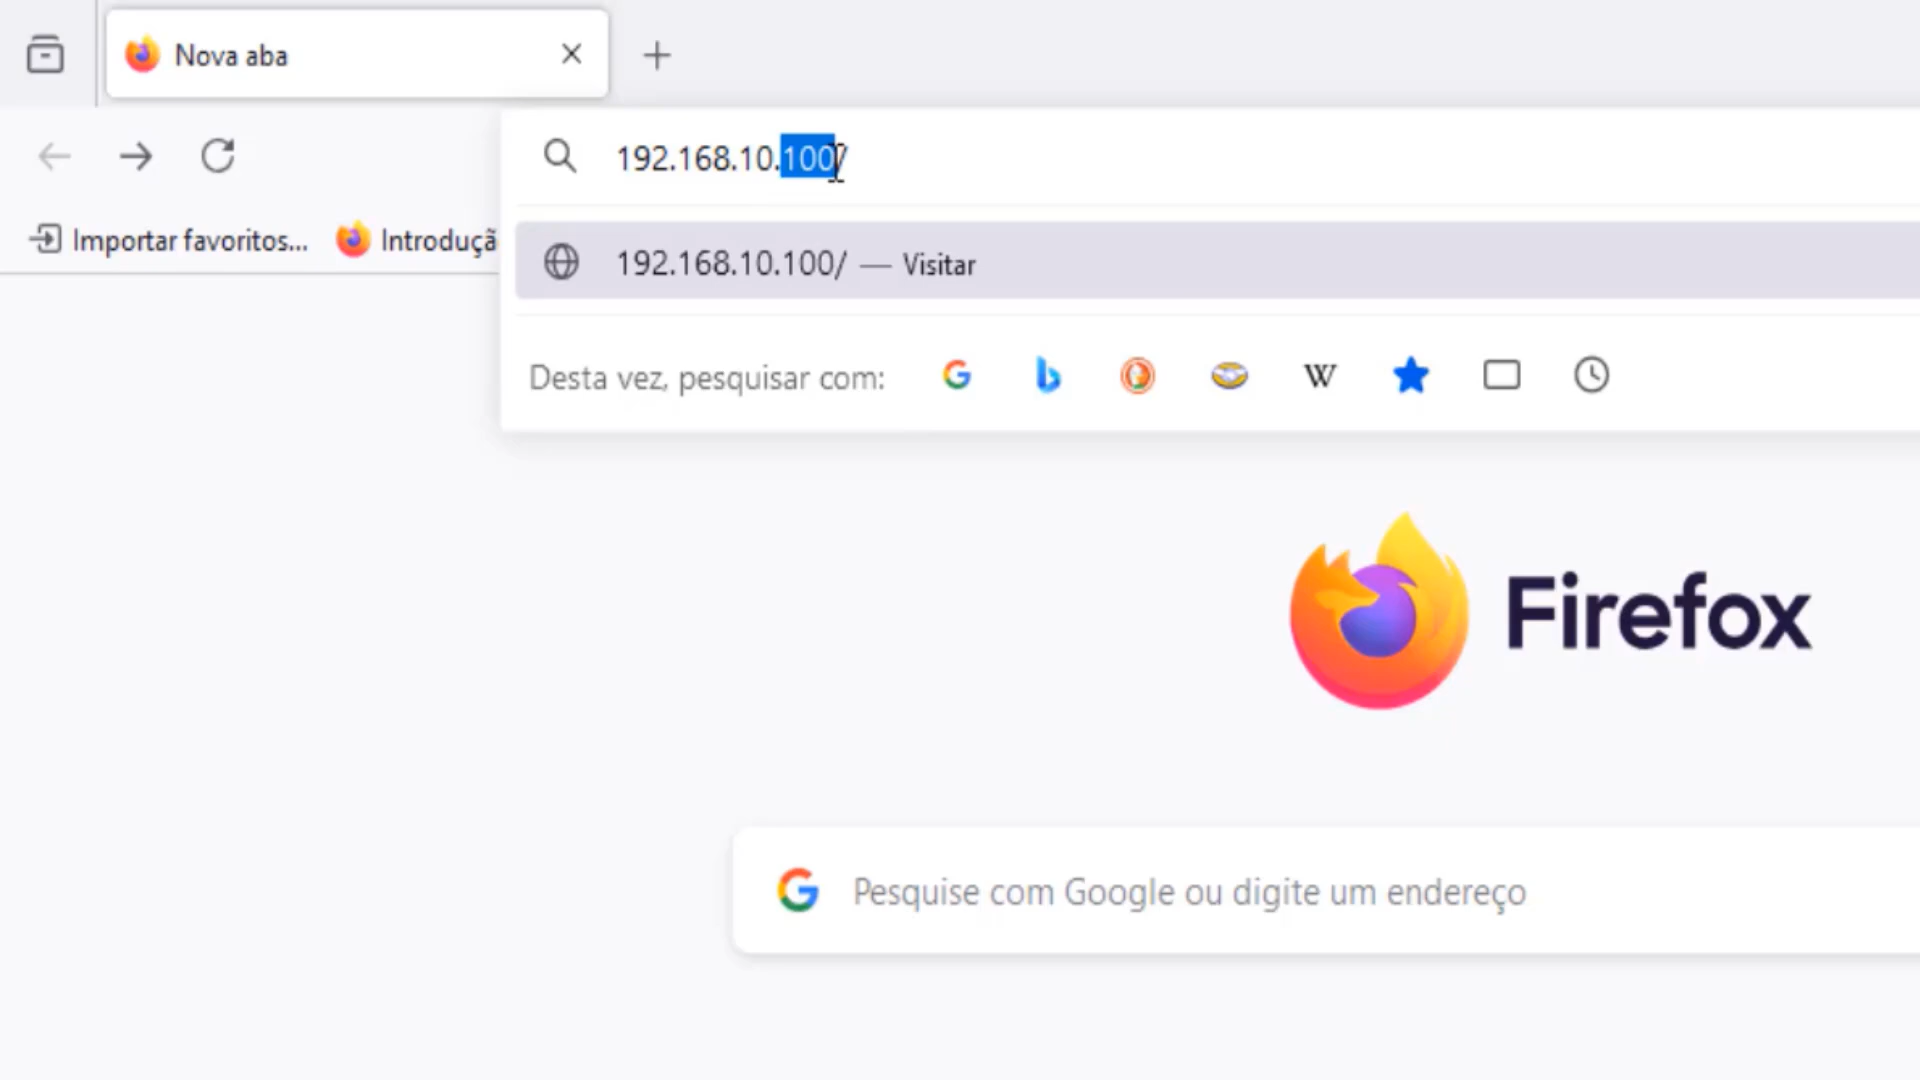 Nova aba
192.168.10.100/
Importar favoritos...
Introduçã
192.168.10.100/ — Visitar
Desta vez, pesquisar com:
Firefox
Pesquise com Google ou digite um endereço